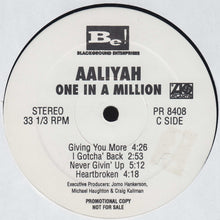 Bc!
BLACKGROUND ENTERPRISES
AALIYAH
ONE IN A MILLION
STEREO
33 1/3 RPM
PR 8408
C SIDE
Giving You More 4:26
I Gotcha' Back 2:53
Never Givin' Up 5:12
Heartbroken 4:18
Executive Producers: Jomo Hankerson,
Michael Haughton & Craig Kallman
PROMOTIONAL COPY
NOT FOR SALE